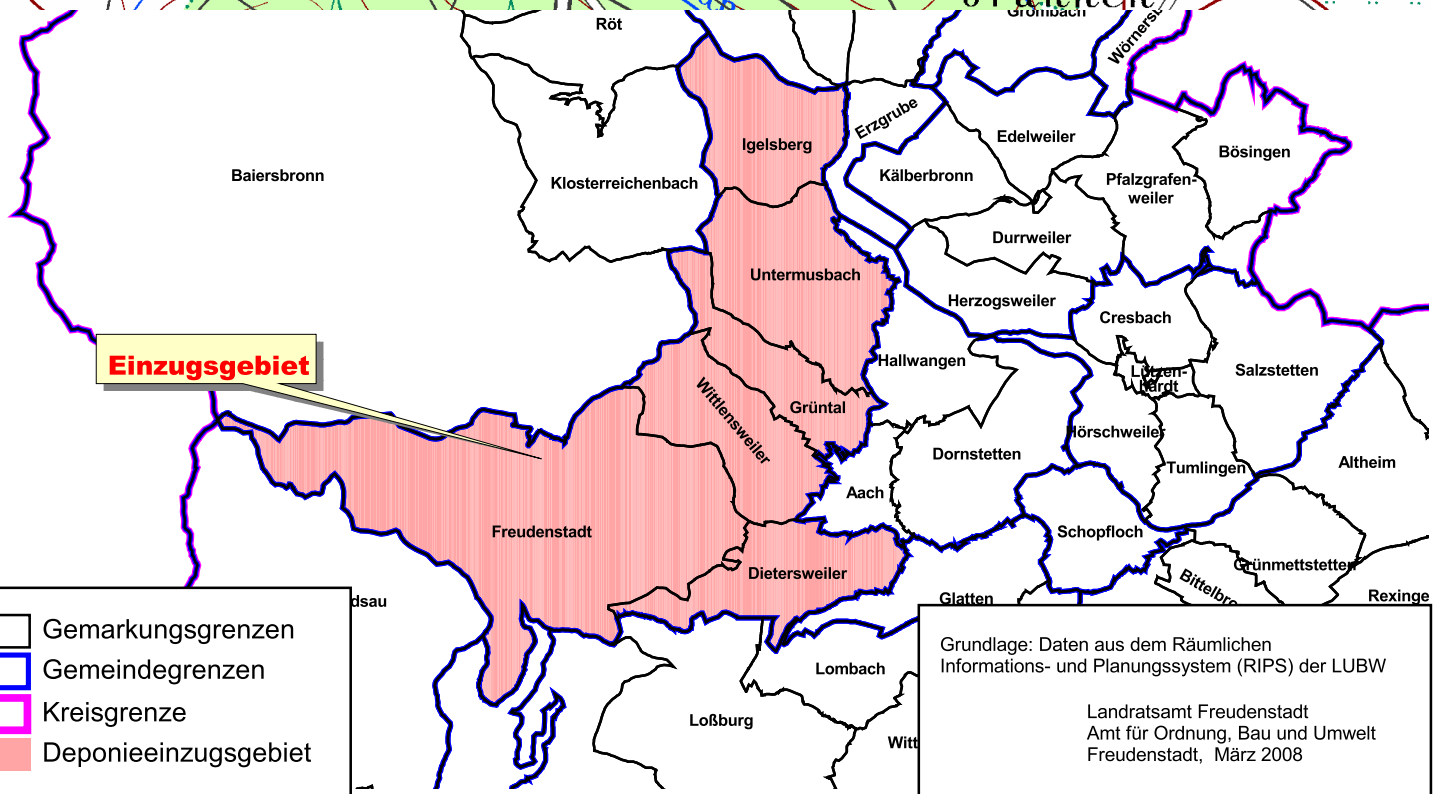 Röt
Grömbach
Igelsberg
Erzgrube
Edelweiler
Bösingen
Baiersbronn
Klosterreichenbach
Kälberbronn
Pfalzgrafen-
weiler
Durrweiler
Untermusbach
Herzogsweiler
Cresbach
Einzugsgebiet
Hallwangen
Lützen-
hardt
Salzstetten
Wittlensweiler
Grüntal
Hörschweiler
Dornstetten
Tumlingen
Altheim
Aach
Freudenstadt
Schopfloch
Dietersweiler
Grünmettstetten
Bittelbro
dsau
Glatten
Rexinge
Gemarkungsgrenzen
Gemeindegrenzen
Kreisgrenze
Deponieeinzugsgebiet
Lombach
Loßburg
Witt
Grundlage: Daten aus dem Räumlichen
Informations- und Planungssystem (RIPS) der LUBW
Landratsamt Freudenstadt
Amt für Ordnung, Bau und Umwelt
Freudenstadt, März 2008